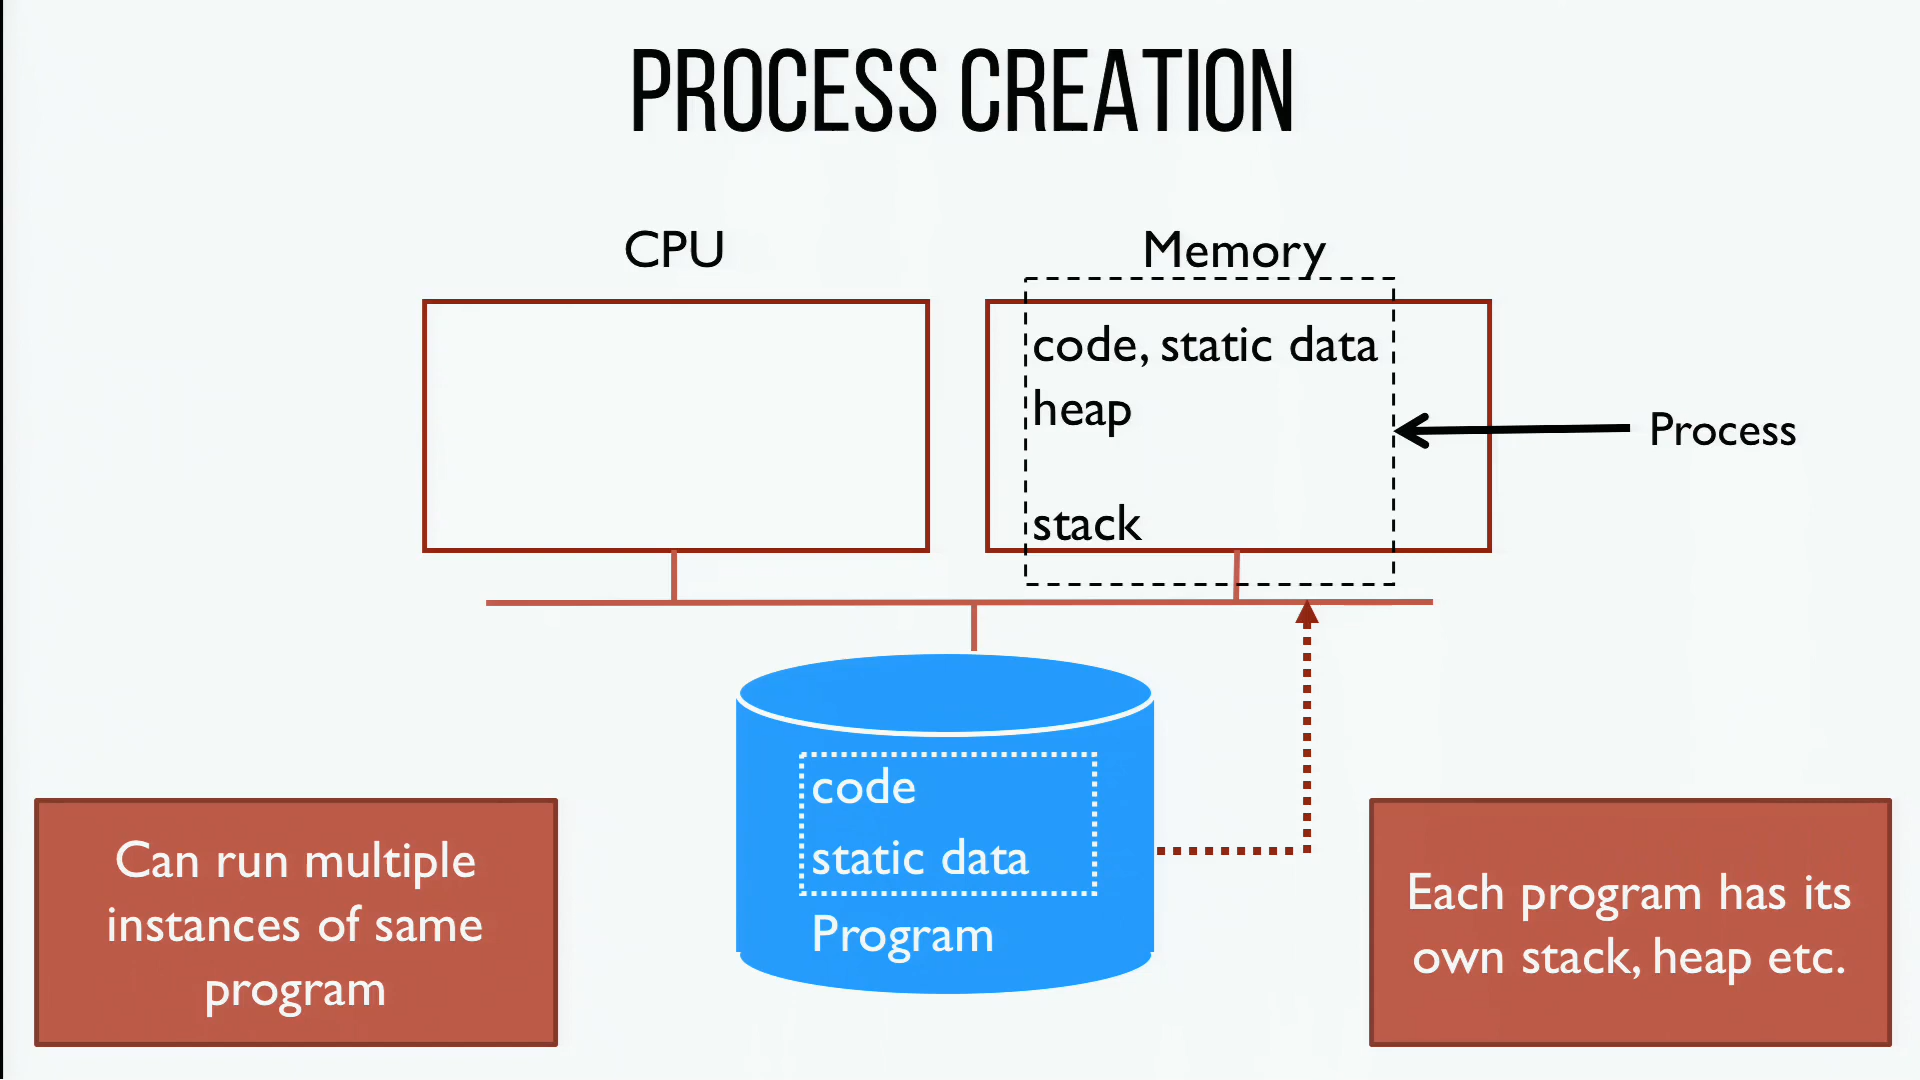 PROCESS CREATION
CPU
Memory
code, static data
heap
stack
Process
code
static data
Program
Can run multiple
instances of same
program
Each program has its
own stack, heap etc.